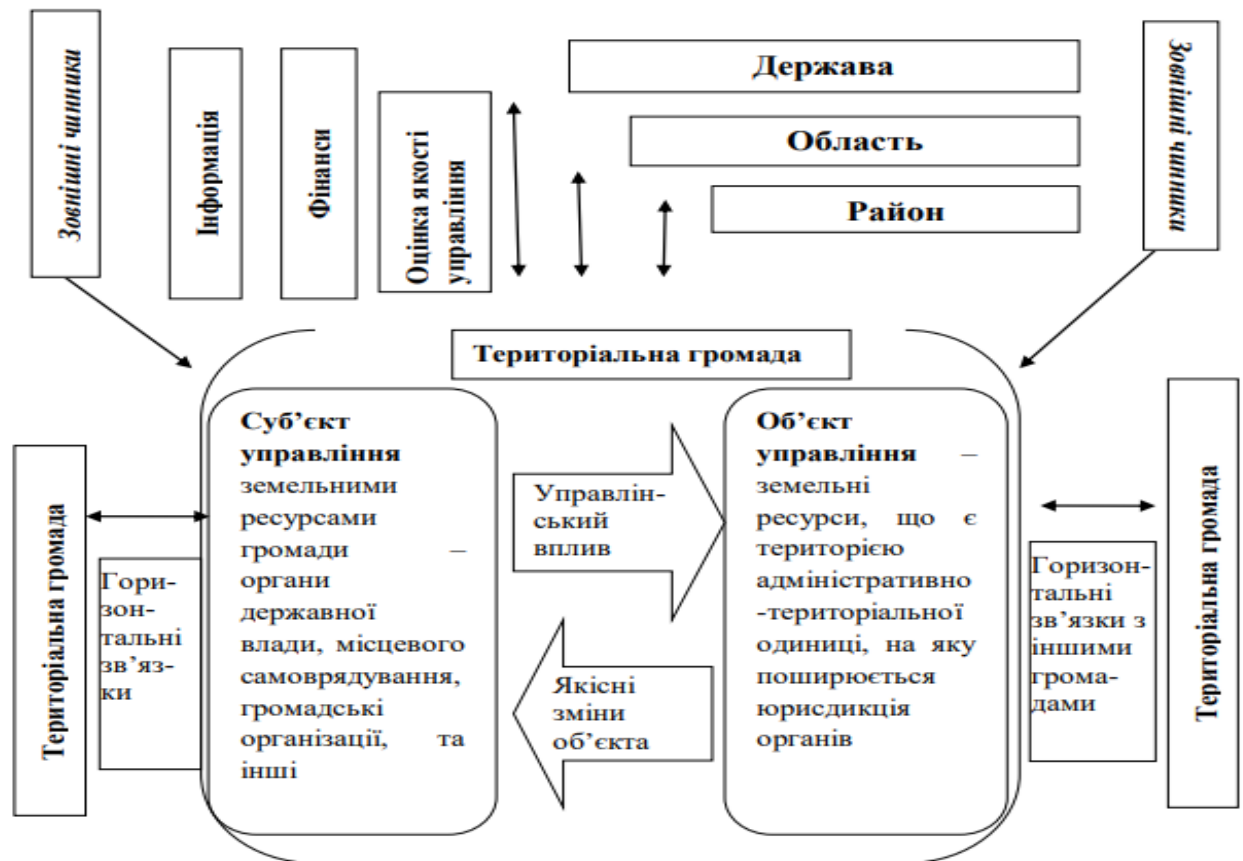 Зовнішні чинники
Інформація
Фінанси
Оцінка якості
управління
Держава
Область
Район
Зовнішні чинники
Територіальна громада
Територіальна громада
Гори-
зон-
тальні
зв’яз-
ки
Суб’єкт
управління
земельними
ресурсами
громади –
органи
державної
влади, місцевого
самоврядування,
громадські
організації, та
інші
Управлін-
ський
вплив
Якісні
зміни
об’єкта
Об’єкт
управління –
земельні
ресурси, що є
територією
адміністративно
-територіальної
одиниці, на яку
поширюється
юрисдикція
органів
Горизон-
тальні
зв’язки з
іншими
грома-
дами
Територіальна громада